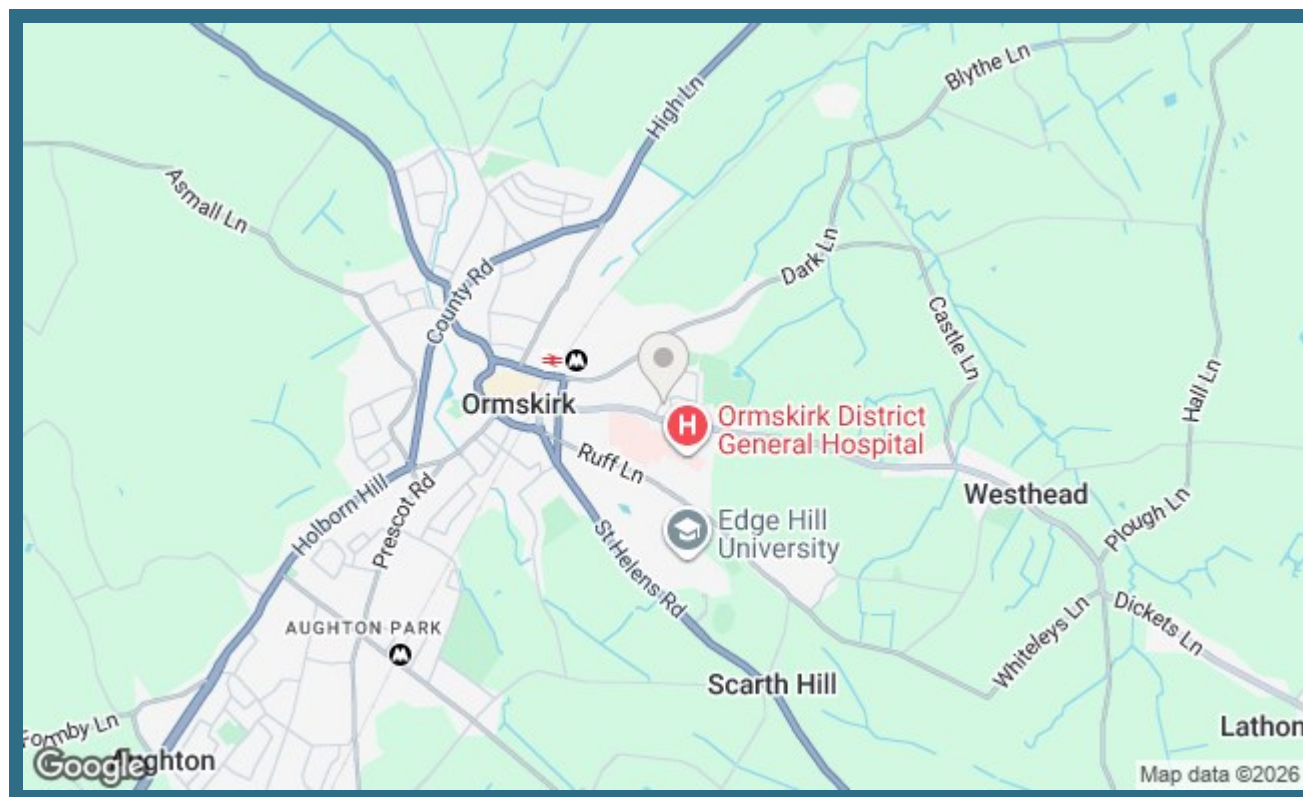 Blythe Ln
High Ln
Asmall Ln
Dark Ln
County Rd
Castle Ln
Hall Ln
Ormskirk
H
Ormskirk District
General Hospital
Ruff Ln
Westhead
Holborn Hill
Prescot Rd
Plough Ln
Edge Hill
University
St Helens Rd
Dickets Ln
Whiteleys Ln
AUGHTON PARK
Scarth Hill
Formby Ln
Lathom
Aughton
Google
Map data ©2026